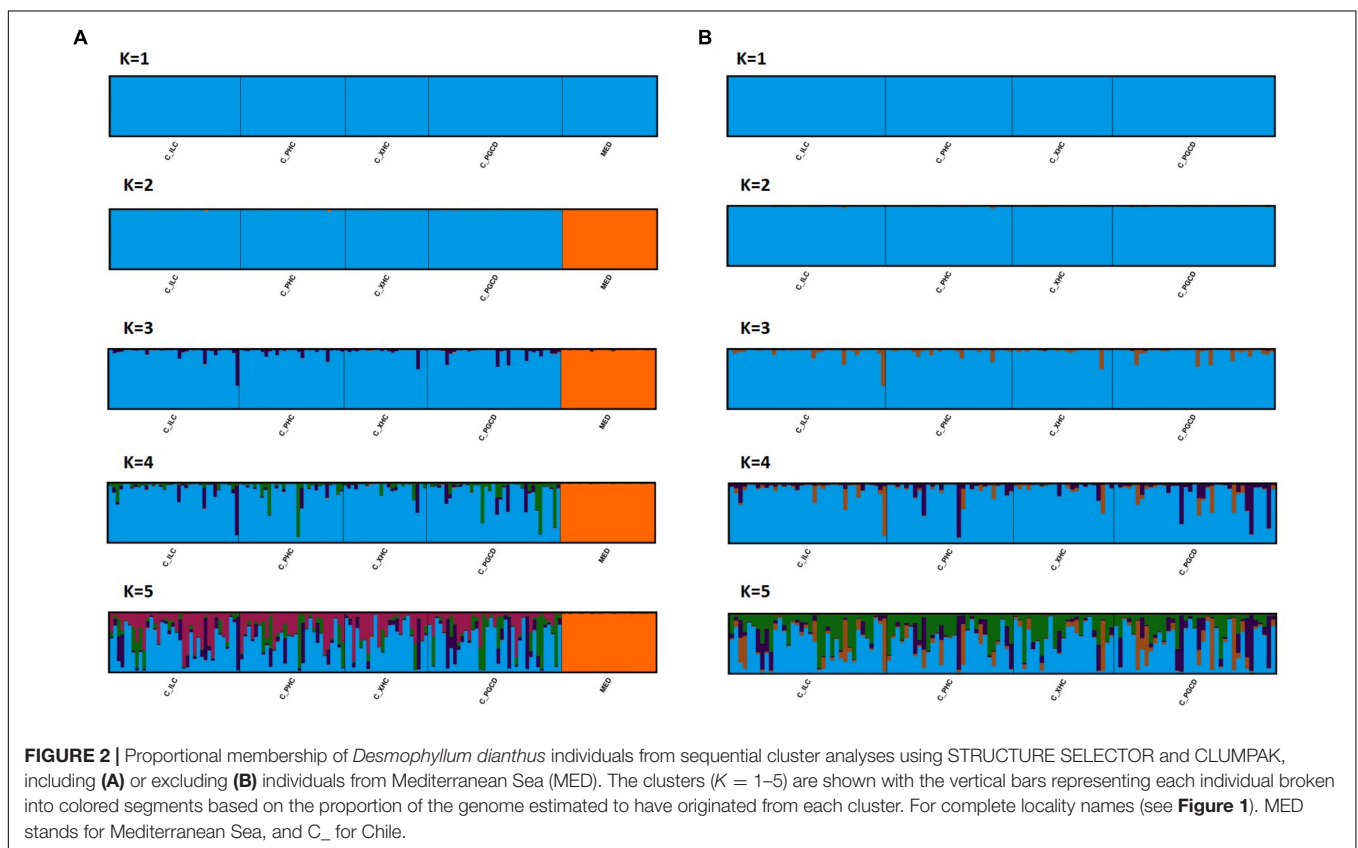 A
B
K=1
K=1
C_ILC
C_PHC
C_XHC
C_PGCD
MED
C_ILC
C_PHC
C_XHC
C_PGCD
K=2
K=2
C_ILC
C_PHC
C_XHC
C_PGCD
MED
C_ILC
C_PHC
C_XHC
C_PGCD
K=3
K=3
C_ILC
C_PHC
C_XHC
C_PGCD
MED
C_ILC
C_PHC
C_XHC
C_PGCD
K=4
K=4
C_ILC
C_PHC
C_XHC
C_PGCD
MED
C_ILC
C_PHC
C_XHC
C_PGCD
K=5
K=5
C_ILC
C_PHC
C_XHC
C_PGCD
MED
C_ILC
C_PHC
C_XHC
C_PGCD
FIGURE 2 | Proportional membership of Desmophyllum dianthus individuals from sequential cluster analyses using STRUCTURE SELECTOR and CLUMPAK,
including (A) or excluding (B) individuals from Mediterranean Sea (MED). The clusters (K = 1–5) are shown with the vertical bars representing each individual broken
into colored segments based on the proportion of the genome estimated to have originated from each cluster. For complete locality names (see Figure 1). MED
stands for Mediterranean Sea, and C_ for Chile.